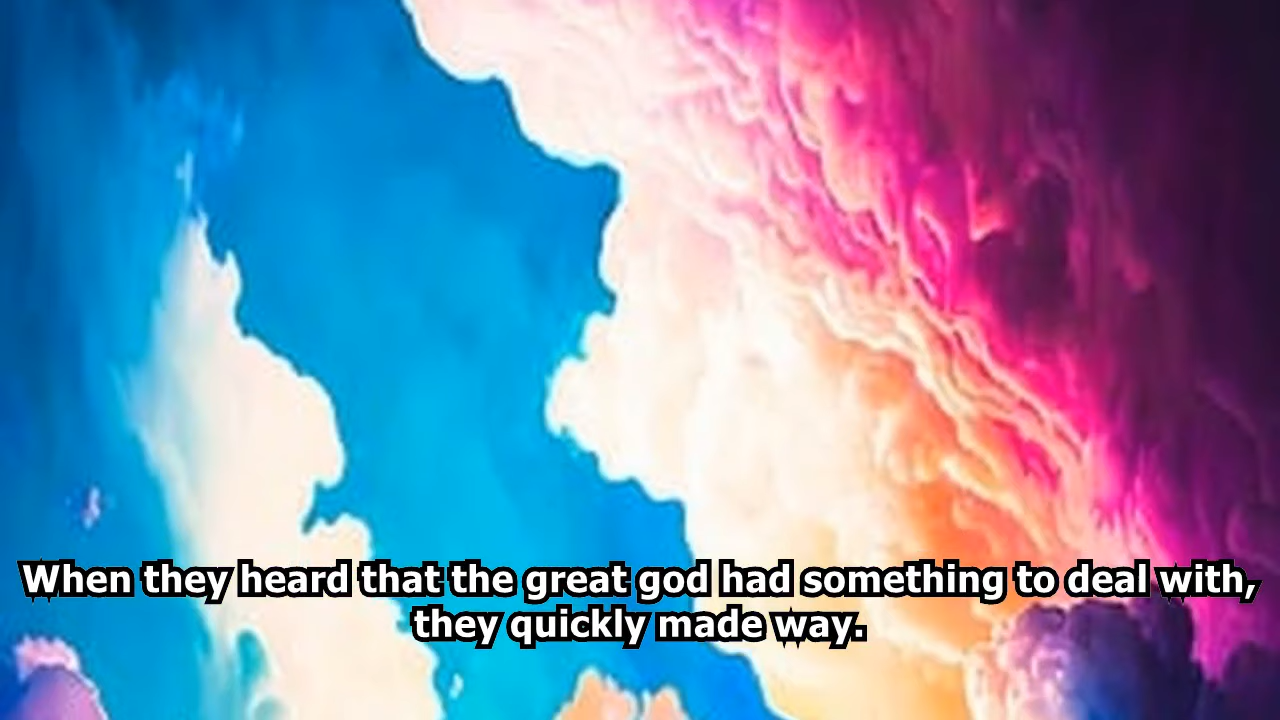 When they heard that the great god had something to deal with,
they quickly made way.